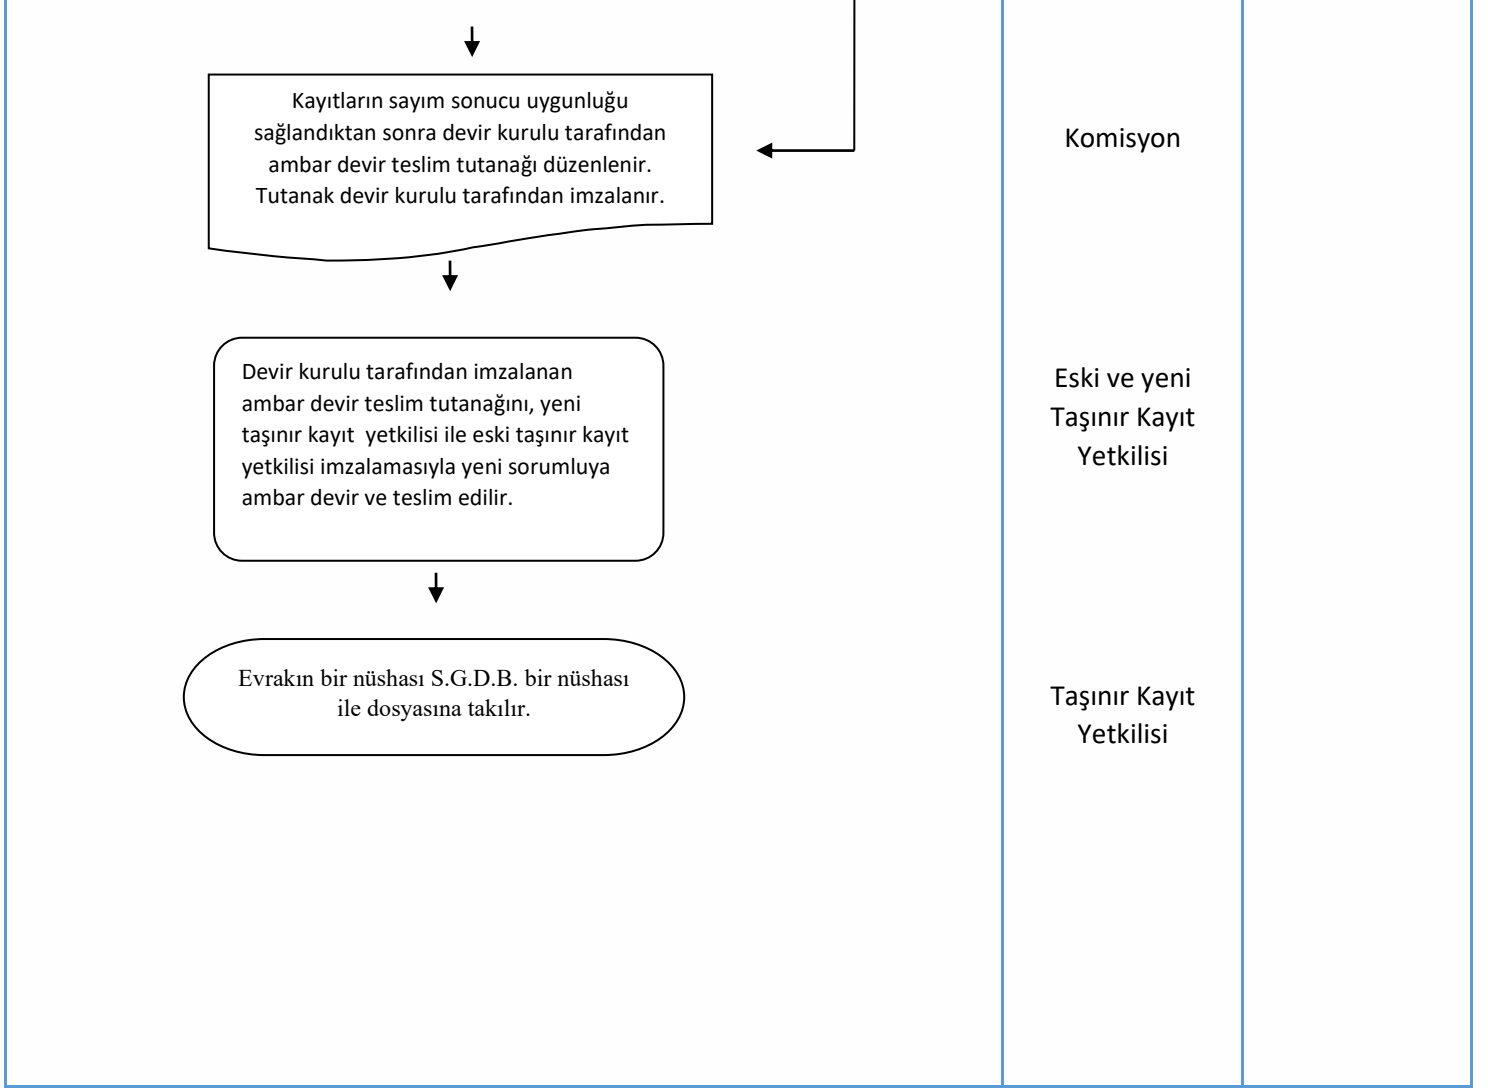 Kayıtların sayım sonucu uygunluğu
sağlandıktan sonra devir kurulu tarafından
ambar devir teslim tutanağı düzenlenir.
Tutanak devir kurulu tarafından imzalanır.
Komisyon
Devir kurulu tarafından imzalanan
ambar devir teslim tutanağını, yeni
taşınır kayıt  yetkilisi ile eski taşınır kayıt
yetkilisi imzalamasıyla yeni sorumluya
ambar devir ve teslim edilir.
Eski ve yeni
Taşınır Kayıt
Yetkilisi
Evrakın bir nüshası S.G.D.B. bir nüshası
ile dosyasına takılır.
Taşınır Kayıt
Yetkilisi